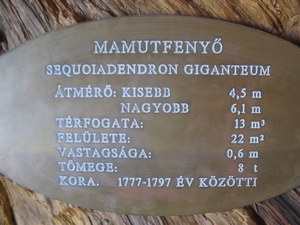 MAMUTFENYŐ
SEQUOIADENDRON GIGANTEUM
ÁTMÉRŐ: KISEBB 4,5 m
NAGYOBB 6,1 m
TÉRFOGATA: 13 m³
FELÜLETE: 22 m²
VASTAGSÁGA: 0,6 m
TÖMEGE: 8 t
KORA. 1777-1797 ÉV KÖZÖTTI